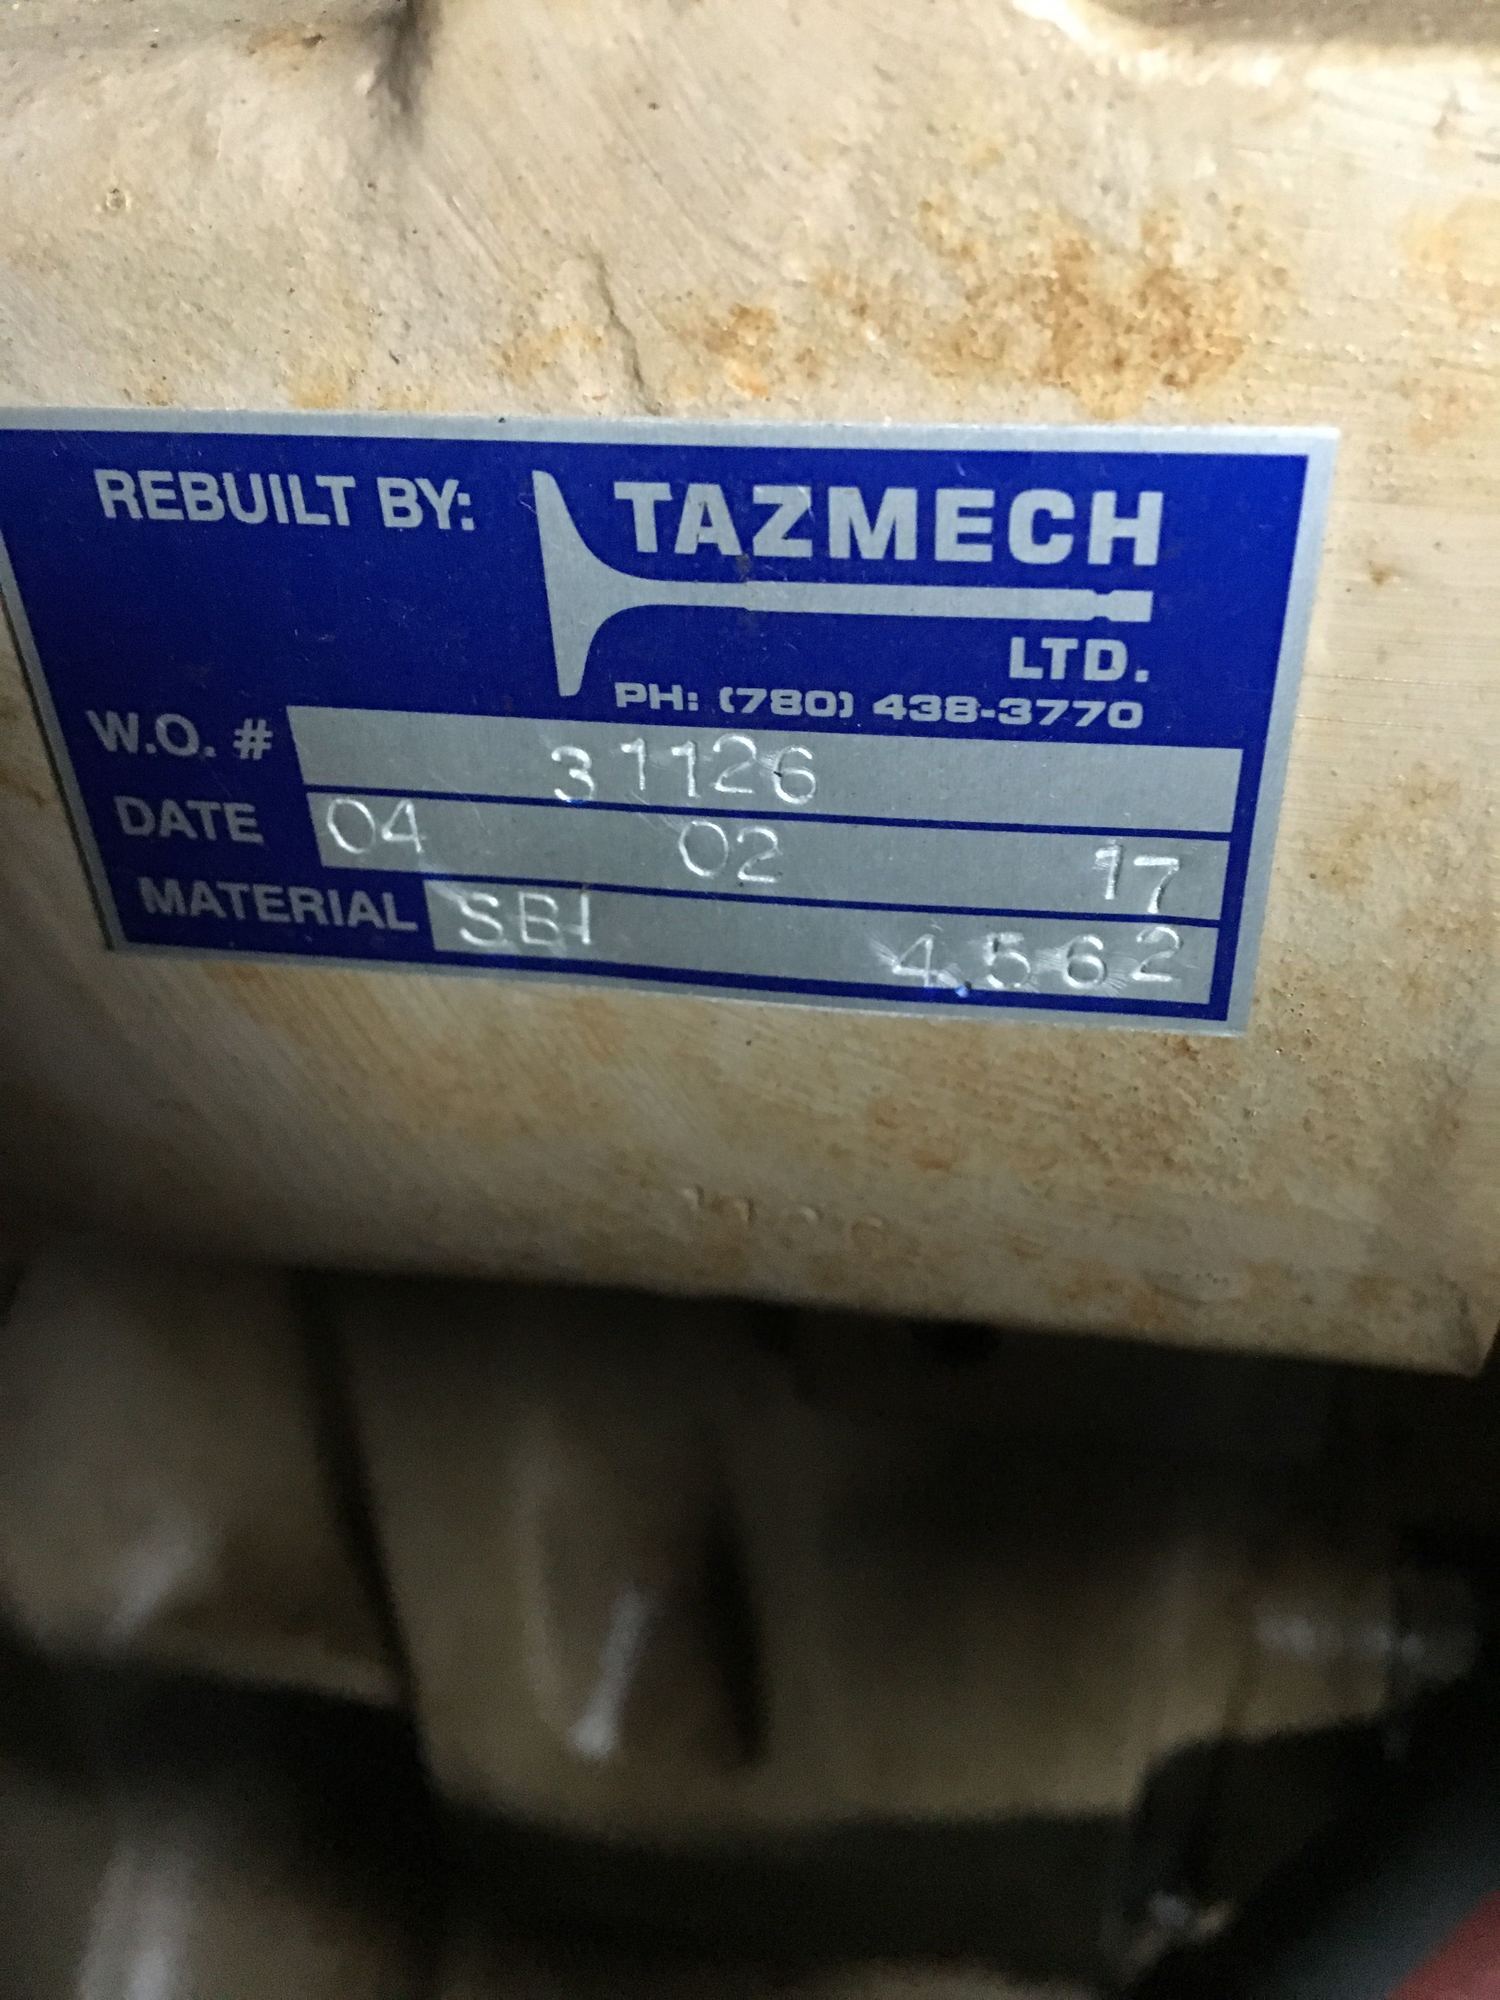 REBUILT BY: TAZMECH
LTD.
PH: (780) 438-3770
W.O. # 31126
DATE 04 02 17
MATERIAL SBI 4.562